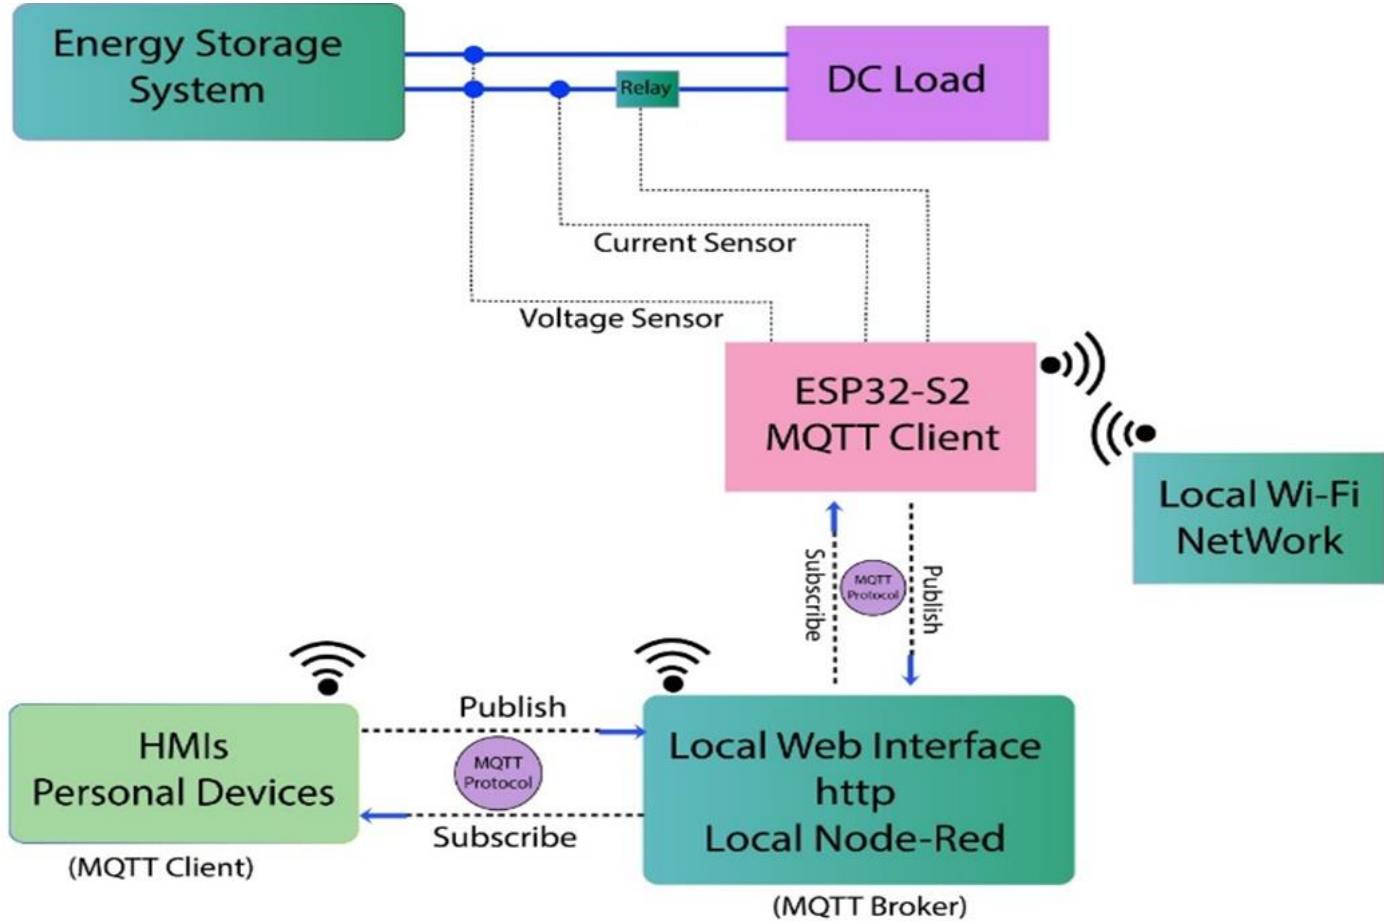 Energy Storage
System
Relay
DC Load
Current Sensor
Voltage Sensor
ESP32-S2
MQTT Client
Local Wi-Fi
NetWork
Subscribe
MQTT
Protocol
Publish
Publish
MQTT
Protocol
Subscribe
HMIs
Personal Devices
(MQTT Client)
Local Web Interface
http
Local Node-Red
(MQTT Broker)